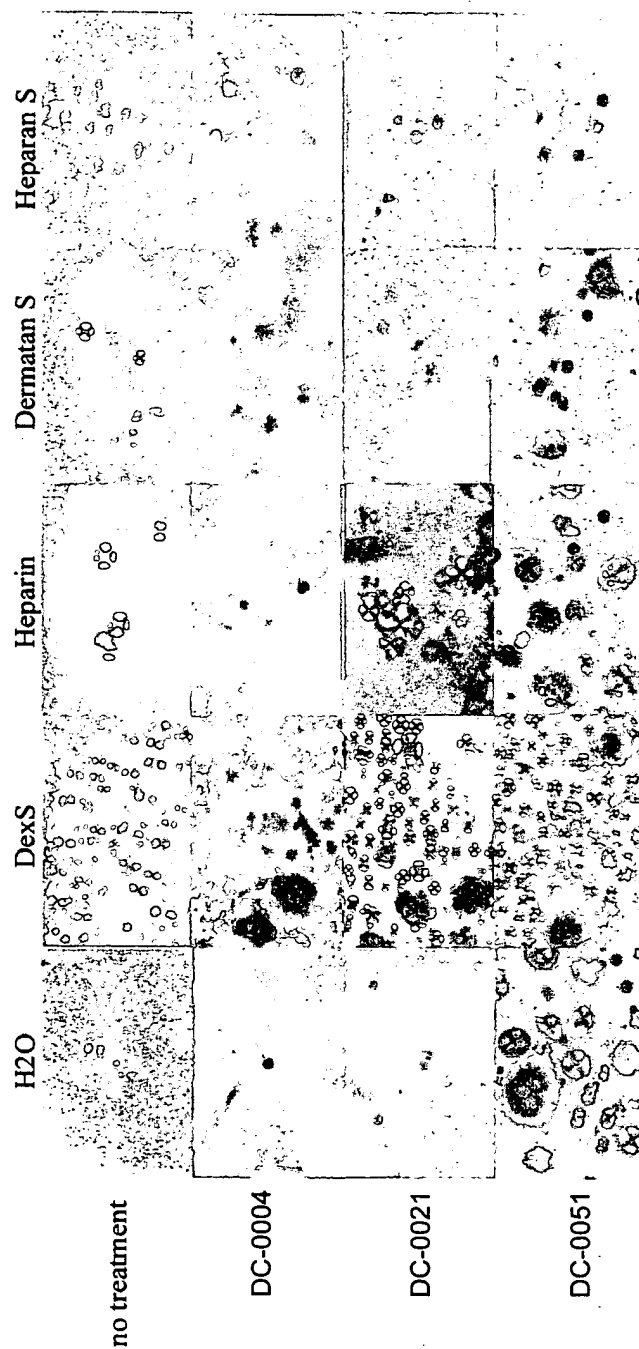 H2O
DexS
Heparin
Dermatan S
Heparan S
no treatment
DC-0004
DC-0021
DC-0051